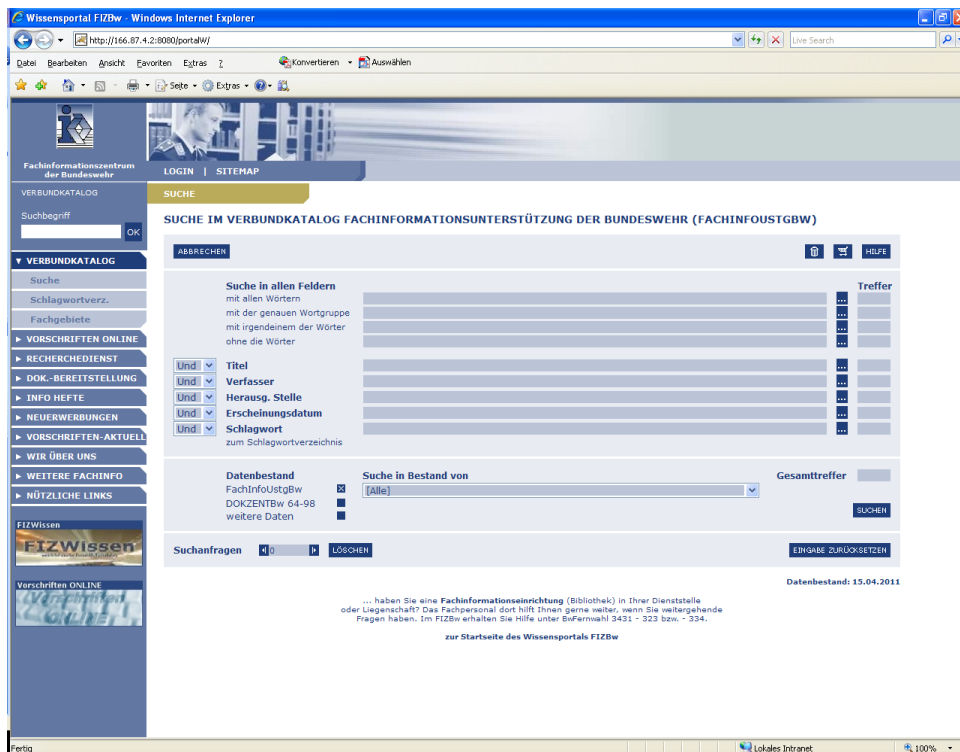 Wissensportal FIZBw - Windows Internet Explorer
http://166.87.4.2:8080/portalW/
Live Search
Datei Bearbeiten Ansicht Favoriten Extras ?
Konvertieren Auswählen
Seite Extras
Fachinformationszentrum
der Bundeswehr
LOGIN | SITEMAP
VERBUNDKATALOG
SUCHE
Suchbegriff
OK
SUCHE IM VERBUNDKATALOG FACHINFORMATIONSUNTERSTÜTZUNG DER BUNDESWEHR (FACHINFOUSTGBW)
ABBRECHEN
HILFE
VERBUNDKATALOG
Suche
Schlagwortverz.
Fachgebiete
VORSCHRIFTEN ONLINE
RECHERCHEDIENST
DOK.-BEREITSTELLUNG
INFO HEFTE
NEUERWERBUNGEN
VORSCHRIFTEN-AKTUELL
WIR ÜBER UNS
WEITERE FACHINFO
NÜTZLICHE LINKS
FIZWissen
FIZWissen
Vorschriften ONLINE
Vorschriften
ONLINE
Suche in allen Feldern
Treffer
mit allen Wörtern ...
mit der genauen Wortgruppe ...
mit irgendeinem der Wörter ...
ohne die Wörter ...
Und Titel ...
Und Verfasser ...
Und Herausg. Stelle ...
Und Erscheinungsdatum ...
Und Schlagwort ...
zum Schlagwortverzeichnis
Datenbestand
Suche in Bestand von
Gesamttreffer
FachInfoUstgBw
[Alle]
DOKZENTBw 64-98
weitere Daten
SUCHEN
Suchanfragen 0 LÖSCHEN
EINGABE ZURÜCKSETZEN
Datenbestand: 15.04.2011
... haben Sie eine Fachinformationseinrichtung (Bibliothek) in Ihrer Dienststelle
oder Liegenschaft? Das Fachpersonal dort hilft Ihnen gerne weiter, wenn Sie weitergehende
Fragen haben. Im FIZBw erhalten Sie Hilfe unter BwFernwahl 3431 - 323 bzw. - 334.
zur Startseite des Wissensportals FIZBw
Fertig
Lokales Intranet
100%